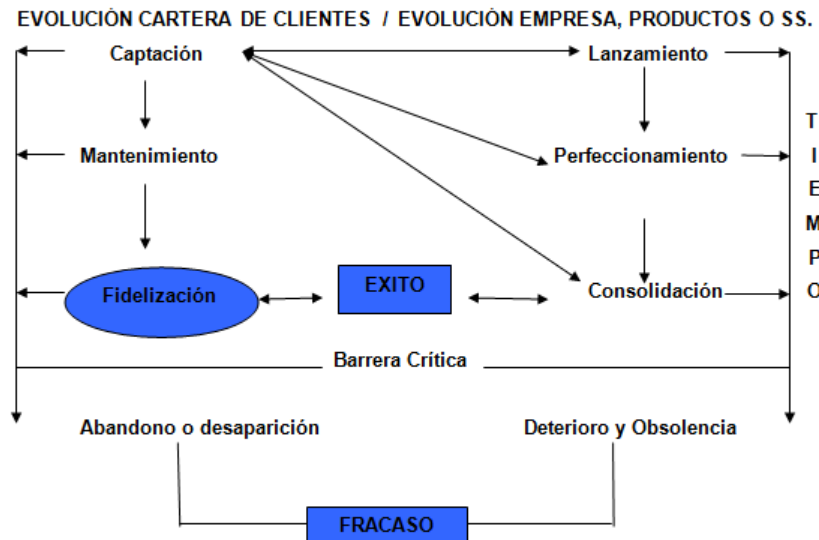 EVOLUCIÓN CARTERA DE CLIENTES / EVOLUCIÓN EMPRESA, PRODUCTOS O SS.
Captación
Lanzamiento
Mantenimiento
Perfeccionamiento
Fidelización
EXITO
Consolidación
T
I
E
M
P
O
Barrera Crítica
Abandono o desaparición
Deterioro y Obsolencia
FRACASO